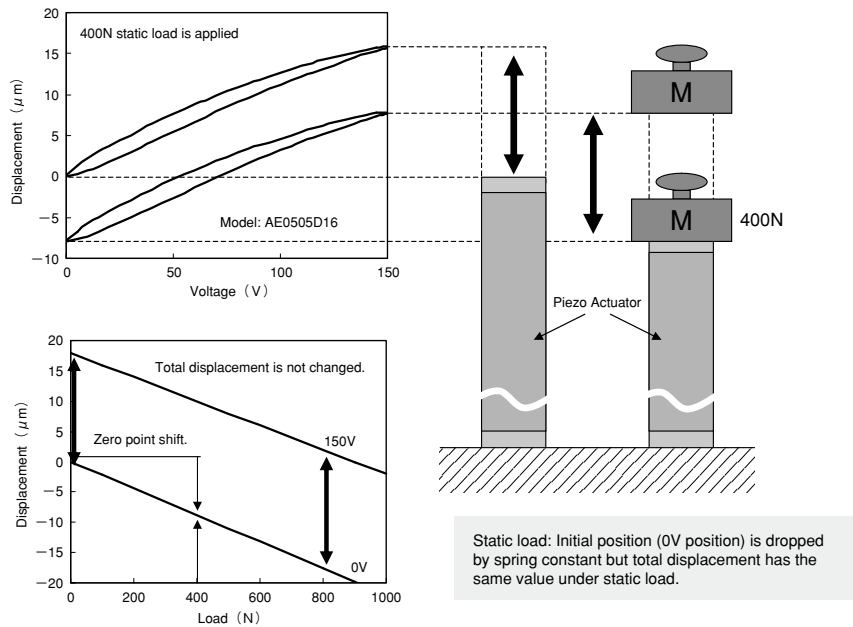 20
15
10
5
0
－5
－10
Displacement（μm）
400N static load is applied
Model: AE0505D16
0
50
100
150
Voltage（V）
M
M
400N
Piezo Actuator
20
15
10
5
0
－5
－10
－15
－20
Displacement（μm）
Total displacement is not changed.
Zero point shift.
150V
0V
0
200
400
600
800
1000
Load（N）
Static load: Initial position (0V position) is dropped
by spring constant but total displacement has the
same value under static load.